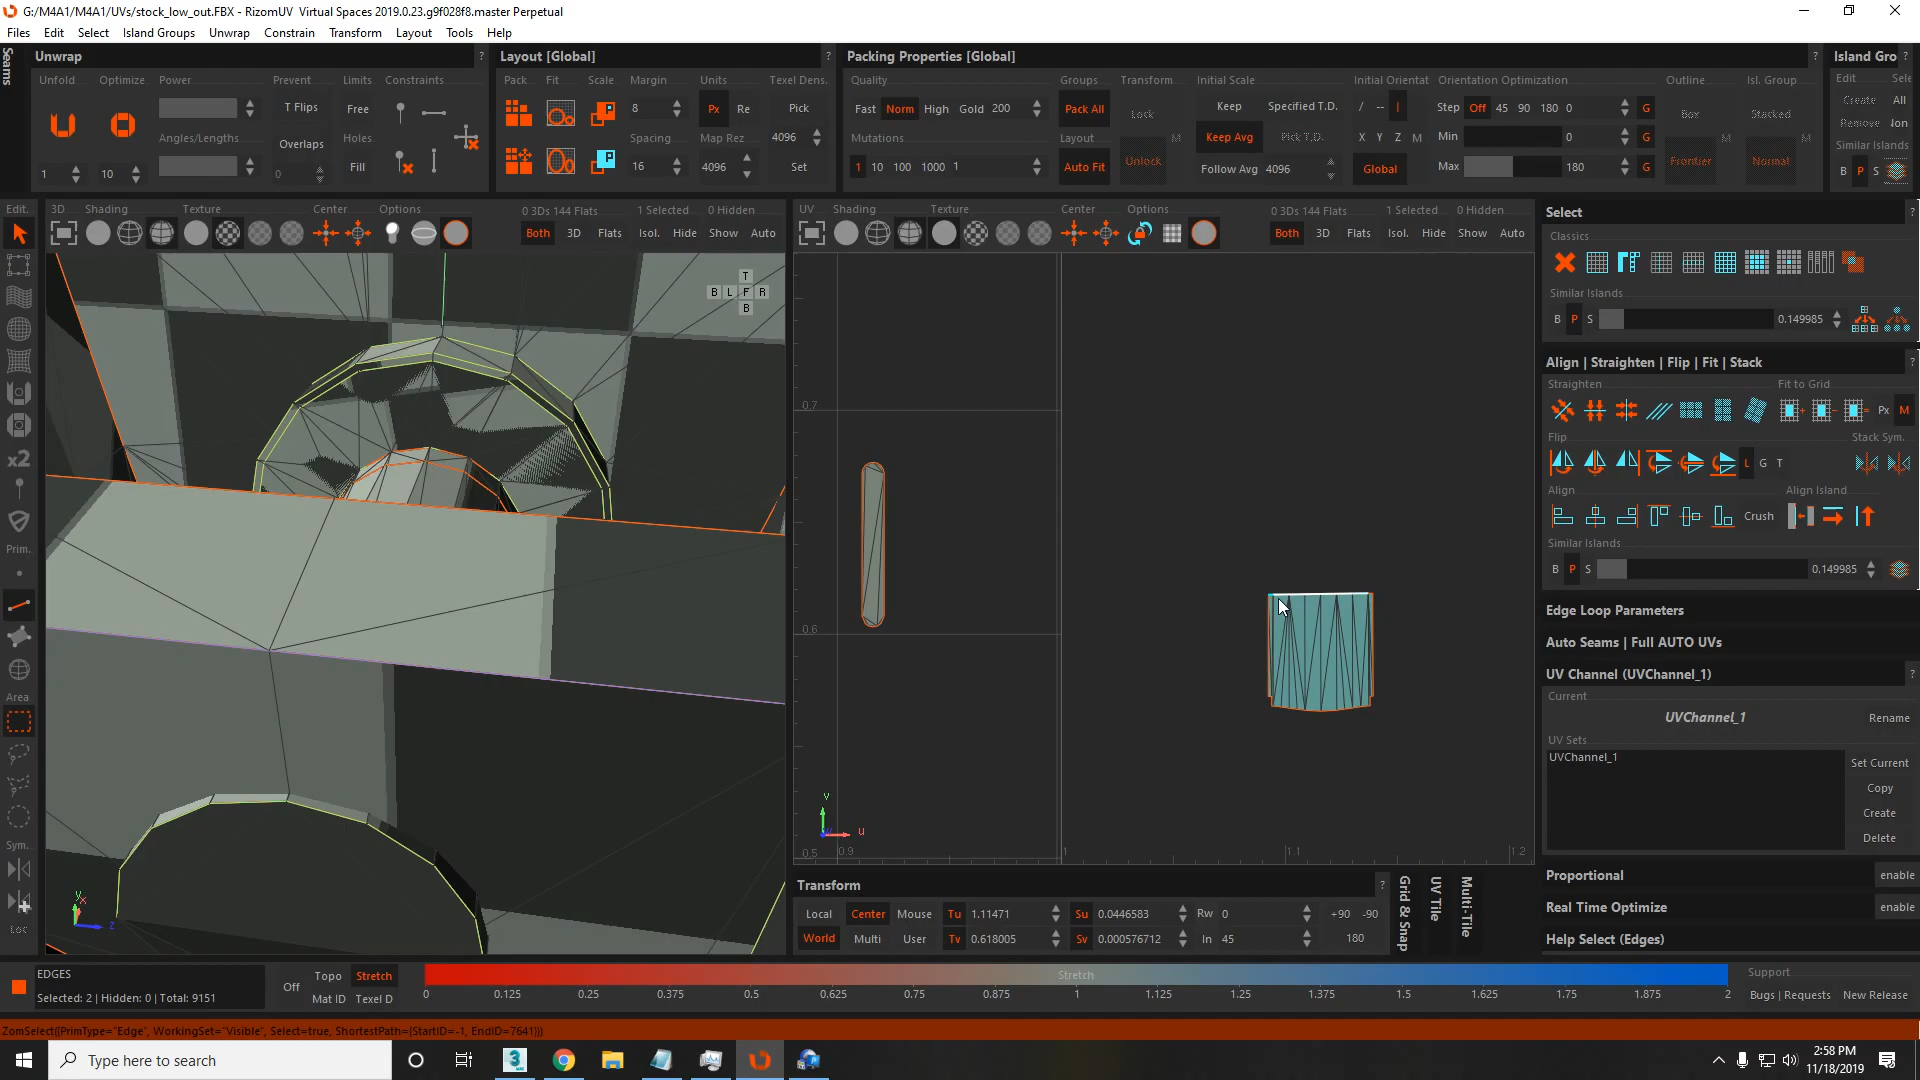 G:/M4A1/M4A1/UVs/stock_low_out.FBX - RizomUV Virtual Spaces 2019.0.23.g9f028f8.master Perpetual
Files Edit Select Island Groups Unwrap Constrain Transform Layout Tools Help
Seams
Unwrap ?
Unfold Optimize Power Prevent Limits Constraints
T Flips Free
Angles/Lengths Overlaps Holes
1 10 0 Fill
Layout [Global] ?
Pack Fit Scale Margin Units Texel Dens.
8 Px Re Pick
Spacing Map Rez 4096
16 4096 Set
Packing Properties [Global] ?
Quality Groups Transform Initial Scale Initial Orientat Orientation Optimization Outline Isl. Group
Fast Norm High Gold 200 Pack All Lock Keep Specified T.D. / -- | Step Off 45 90 180 0 G Box Stacked
Mutations Layout M Keep Avg Pick T.D. X Y Z M Min 0 G M M
1 10 100 1000 1 Auto Fit Unlock Follow Avg 4096 Global Max 180 G Frontier Normal
Island Gro ?
Edit Sele
Create All
Remove Non
Similar Islands
B P S
Edit.
x2
Prim.
Area
Sym.
Loc
3D Shading Texture Center Options 0 3Ds 144 Flats 1 Selected 0 Hidden
Both 3D Flats Isol. Hide Show Auto
T
B L F R
B
Y X Z
UV Shading Texture Center Options 0 3Ds 144 Flats 1 Selected 0 Hidden
Both 3D Flats Isol. Hide Show Auto
0.7
0.6
0.5 0.9 1 1.1 1.2
V
U
Select ?
Classics
Similar Islands
B P S 0.149985
Align | Straighten | Flip | Fit | Stack ?
Straighten Fit to Grid
Px M
Flip Stack Sym.
L G T
Align Align Island
Crush
Similar Islands
B P S 0.149985
Edge Loop Parameters
Auto Seams | Full AUTO UVs
UV Channel (UVChannel_1) ?
Current
UVChannel_1 Rename
UV Sets
UVChannel_1 Set Current
Copy
Create
Delete
Proportional enable
Real Time Optimize enable
Help Select (Edges)
Transform ?
Local Center Mouse Tu 1.11471 Su 0.0446583 Rw 0 +90 -90
World Multi User Tv 0.618005 Sv 0.000576712 In 45 180
Grid & Snap
UV Tile
Multi-Tile
EDGES
Selected: 2 | Hidden: 0 | Total: 9151
Off Topo Stretch
Mat ID Texel D
Stretch
0 0.125 0.25 0.375 0.5 0.625 0.75 0.875 1 1.125 1.25 1.375 1.5 1.625 1.75 1.875 2
Support
Bugs | Requests New Release
ZomSelect({PrimType="Edge", WorkingSet="Visible", Select=true, ShortestPath={StartID=-1, EndID=7641}})
Type here to search
3
2:58 PM
11/18/2019